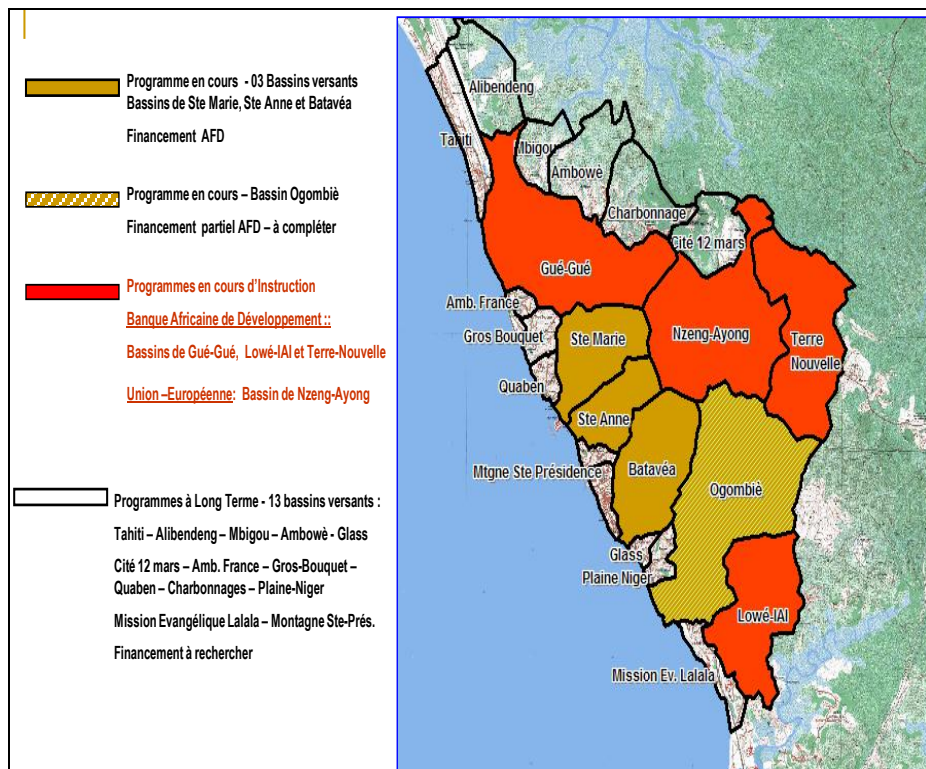 Programme en cours - 03 Bassins versants
Bassins de Ste Marie, Ste Anne et Batavéa
Financement AFD
Programme en cours – Bassin Ogombiè
Financement partiel AFD – à compléter
Programmes en cours d'Instruction
Banque Africaine de Développement ::
Bassins de Gué-Gué, Lowé-IAI et Terre-Nouvelle
Union –Européenne: Bassin de Nzeng-Ayong
Programmes à Long Terme - 13 bassins versants :
Tahiti – Alibendeng – Mbigou – Ambowè - Glass
Cité 12 mars – Amb. France – Gros-Bouquet –
Quaben – Charbonnages – Plaine-Niger
Mission Evangélique Lalala – Montagne Ste-Prés.
Financement à rechercher
Alibendeng
Tahiti
Mbigou
Ambowè
Charbonnage
Cité 12 mars
Gué-Gué
Amb. France
Gros Bouquet
Ste Marie
Nzeng-Ayong
Terre
Nouvelle
Quaben
Ste Anne
Mtgne Ste Présidence
Batavéa
Ogombiè
Glass
Plaine Niger
Lowé-IAI
Mission Ev. Lalala